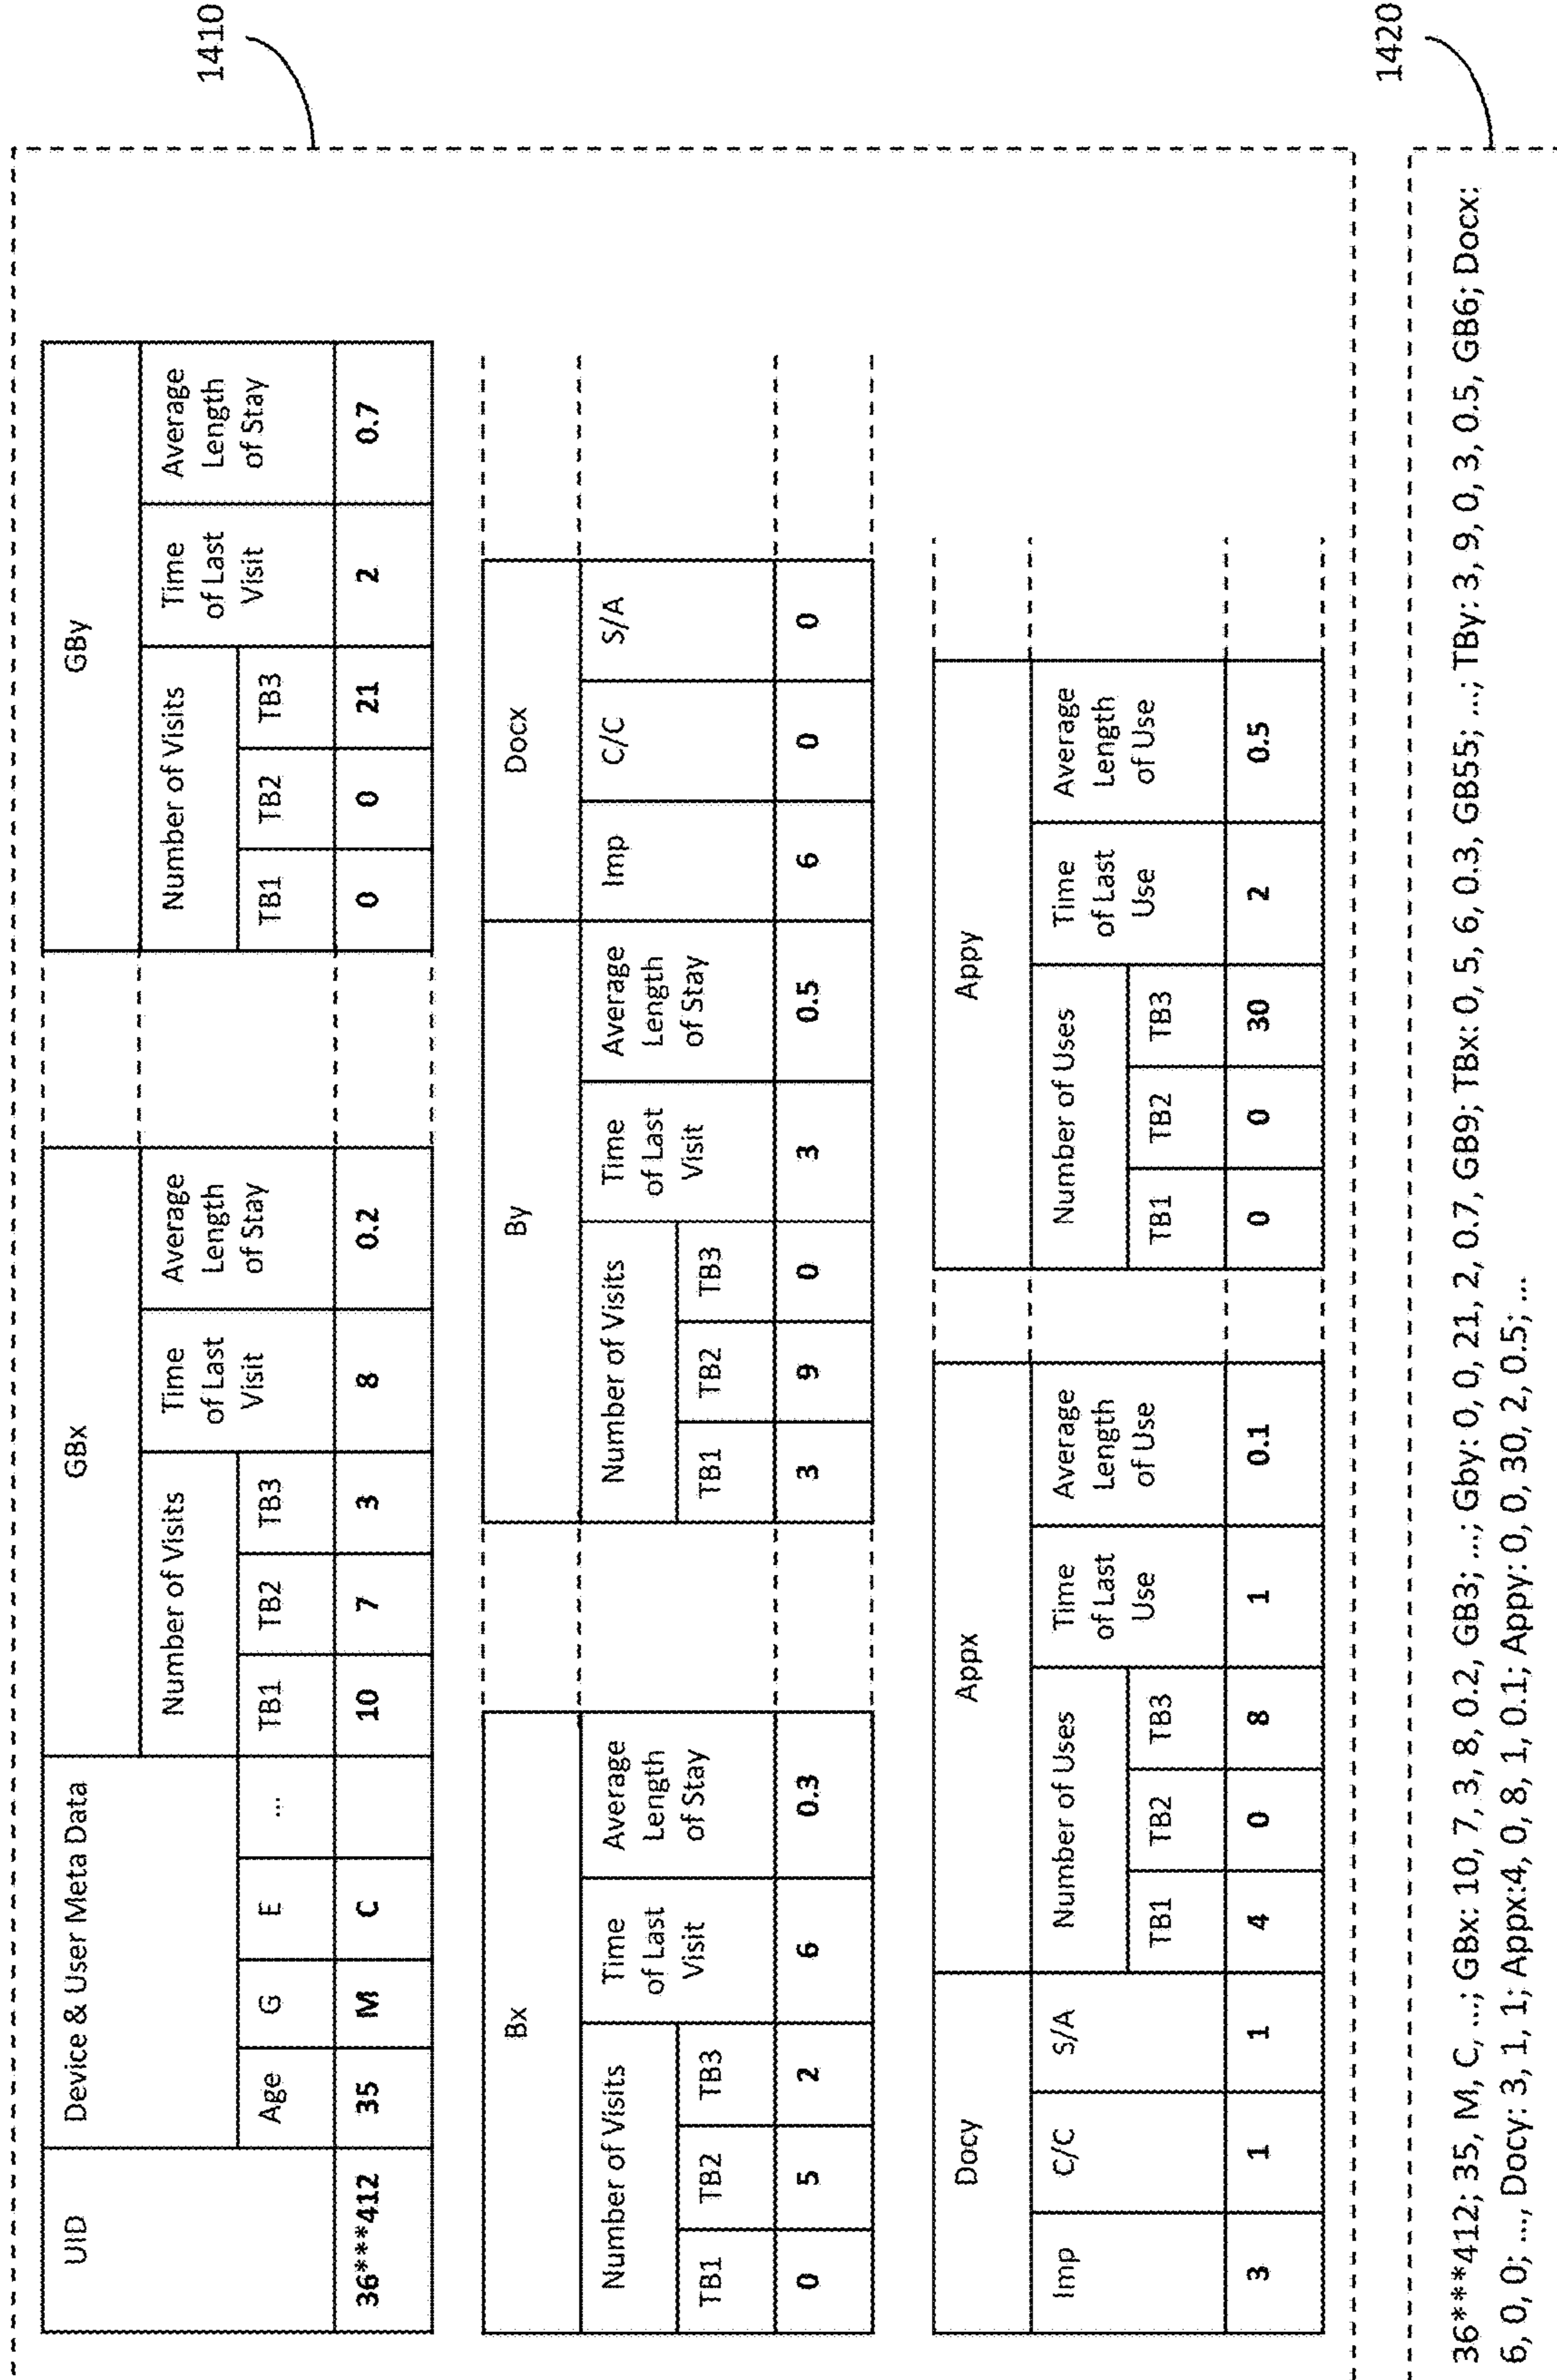 1410
UID Device & User Meta Data GBx GBy
Number of Visits Time of Last Visit Average Length of Stay Number of Visits Time of Last Visit Average Length of Stay
Age G E ... TB1 TB2 TB3 TB1 TB2 TB3
36***412 35 M C 10 7 3 8 0.2 0 0 21 2 0.7
Bx By Docx
Number of Visits Time of Last Visit Average Length of Stay Number of Visits Time of Last Visit Average Length of Stay Imp C/C S/A
TB1 TB2 TB3 TB1 TB2 TB3
0 5 2 6 0.3 3 9 0 3 0.5 6 0 0
Docy Appx Appy
Imp C/C S/A Number of Uses Time of Last Use Average Length of Use Number of Uses Time of Last Use Average Length of Use
TB1 TB2 TB3 TB1 TB2 TB3
3 1 1 4 0 8 1 0.1 0 0 30 2 0.5
1420
36***412; 35, M, C, ...; GBx: 10, 7, 3, 8, 0.2, GB3; ...; Gby: 0, 0, 21, 2, 0.7, GB9; TBx: 0, 5, 6, 0.3, GB55; ...; TBy: 3, 9, 0, 3, 0.5, GB6; Docx:
6, 0, 0; ..., Docy: 3, 1, 1; Appx:4, 0, 8, 1, 0.1; Appy: 0, 0, 30, 2, 0.5; ...